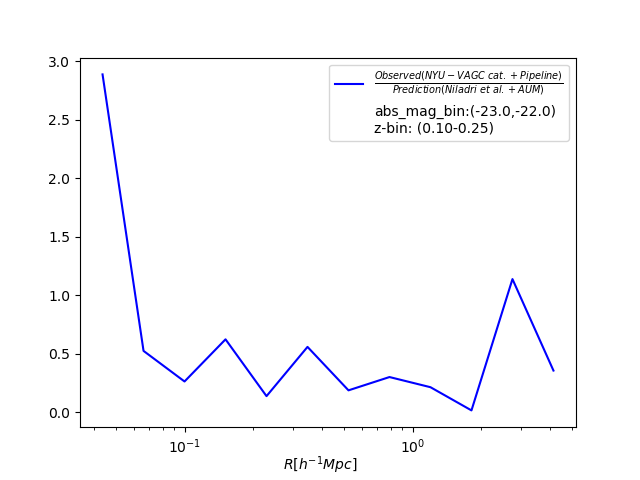 3.0
2.5
2.0
1.5
1.0
0.5
0.0
10⁻¹
10⁰
R[h⁻¹Mpc]
Observed(NYU − VAGC cat. + Pipeline)
Prediction(Niladri et al. + AUM)
abs_mag_bin:(-23.0,-22.0)
z-bin: (0.10-0.25)